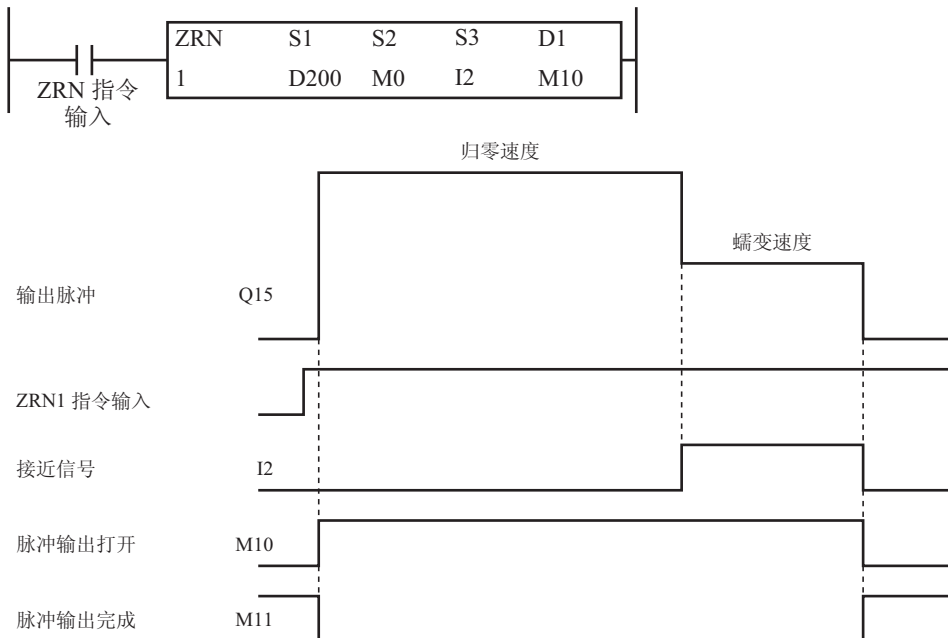 ZRN S1 S2 S3 D1
1 D200 M0 I2 M10
ZRN 指令
输入
归零速度
蠕变速度
输出脉冲 Q15
ZRN1 指令输入
接近信号 I2
脉冲输出打开 M10
脉冲输出完成 M11